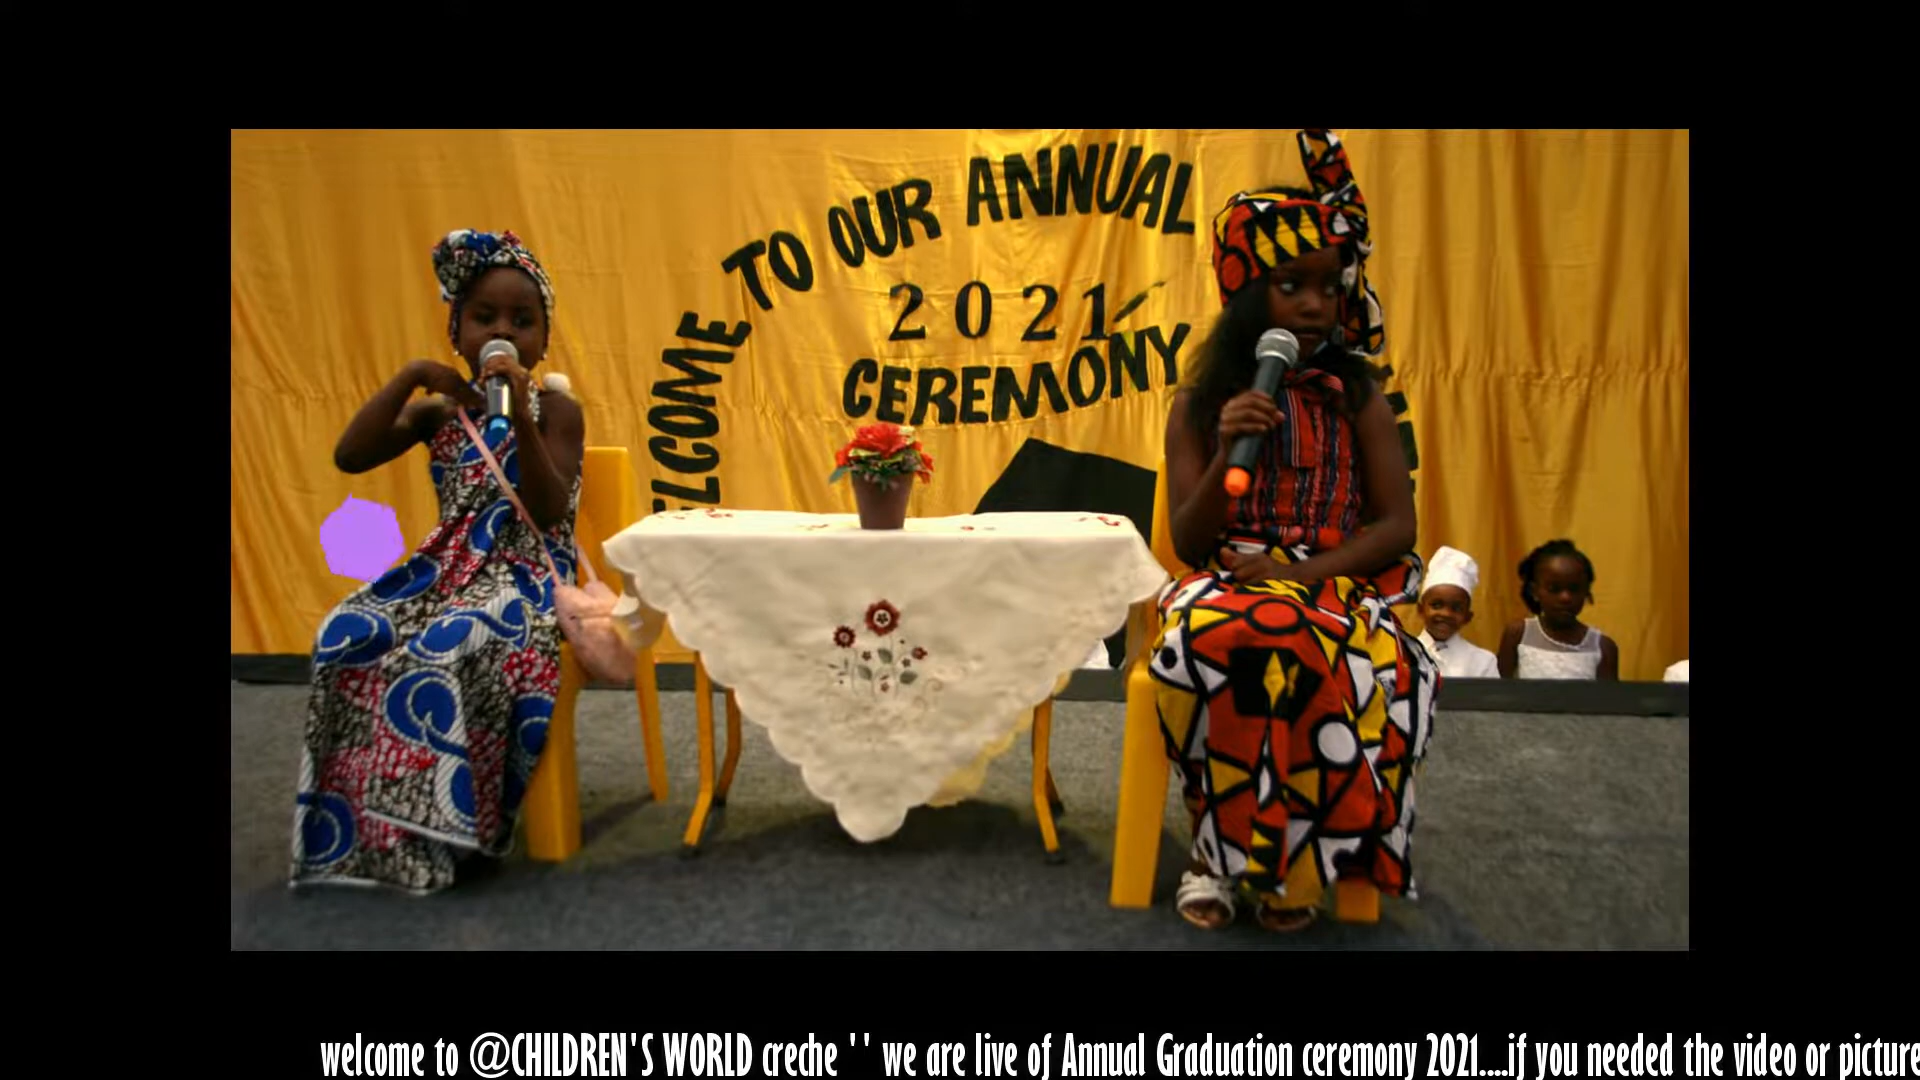 WELCOME TO OUR ANNUAL
2021
CEREMONY
welcome to @CHILDREN'S WORLD creche '' we are live of Annual Graduation ceremony 2021....if you needed the video or picture